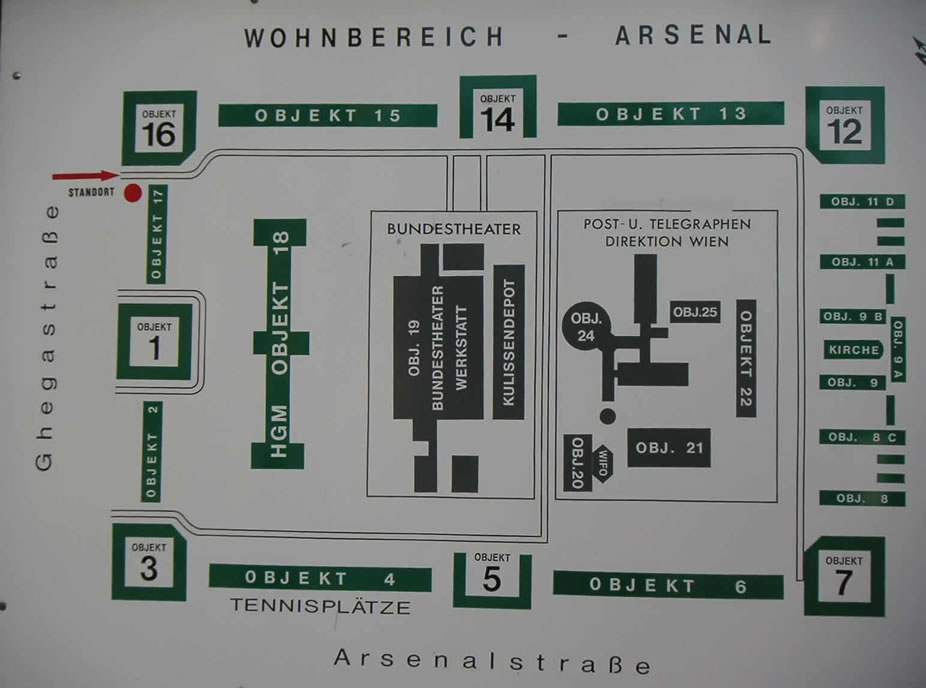 WOHNBEREICH - ARSENAL
OBJEKT
16
OBJEKT 15
OBJEKT
14
OBJEKT 13
OBJEKT
12
STANDORT
OBJEKT 17
Ghegastraße
OBJEKT
1
OBJEKT 2
HGM OBJEKT 18
BUNDESTHEATER
OBJ. 19
BUNDESTHEATER
WERKSTATT
KULISSENDEPOT
POST- U. TELEGRAPHEN
DIREKTION WIEN
OBJ.
24
OBJ.25
OBJEKT 22
OBJ. 21
OBJ.20
WIFO
OBJ. 11 D
OBJ. 11 A
OBJ. 9 B
KIRCHE
OBJ. 9 A
OBJ. 9
OBJ. 8 C
OBJ. 8
OBJEKT
3
OBJEKT 4
TENNISPLÄTZE
OBJEKT
5
OBJEKT 6
OBJEKT
7
Arsenalstraße